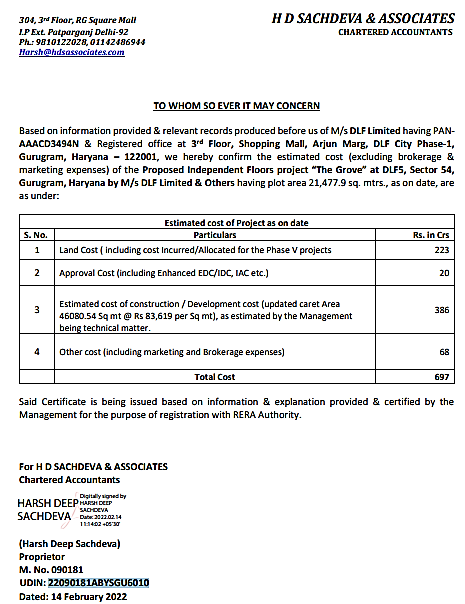 304, 3rd Floor, RG Square Mall
I.P Ext. Patparganj Delhi-92
Ph.: 9810122028, 01142486944
Harsh@hdsassociates.com
H D SACHDEVA & ASSOCIATES
CHARTERED ACCOUNTANTS
TO WHOM SO EVER IT MAY CONCERN
Based on information provided & relevant records produced before us of M/s DLF Limited having PAN-
AAACD3494N & Registered office at 3rd Floor, Shopping Mall, Arjun Marg, DLF City Phase-1,
Gurugram, Haryana – 122001, we hereby confirm the estimated cost (excluding brokerage &
marketing expenses) of the Proposed Independent Floors project "The Grove" at DLF5, Sector 54,
Gurugram, Haryana by M/s DLF Limited & Others having plot area 21,477.9 sq. mtrs., as on date, are
as under:
Estimated cost of Project as on date
S. No. Particulars Rs. in Crs
1 Land Cost ( including cost Incurred/Allocated for the Phase V projects 223
2 Approval Cost (including Enhanced EDC/IDC, IAC etc.) 20
3 Estimated cost of construction / Development cost (updated caret Area
46080.54 Sq mt @ Rs 83,619 per Sq mt), as estimated by the Management
being technical matter. 386
4 Other cost (including marketing and Brokerage expenses) 68
Total Cost 697
Said Certificate is being issued based on information & explanation provided & certified by the
Management for the purpose of registration with RERA Authority.
For H D SACHDEVA & ASSOCIATES
Chartered Accountants
HARSH DEEP
SACHDEVA
Digitally signed by
HARSH DEEP
SACHDEVA
Date: 2022.02.14
11:14:02 +05'30'
(Harsh Deep Sachdeva)
Proprietor
M. No. 090181
UDIN: 22090181ABYSGU6010
Dated: 14 February 2022